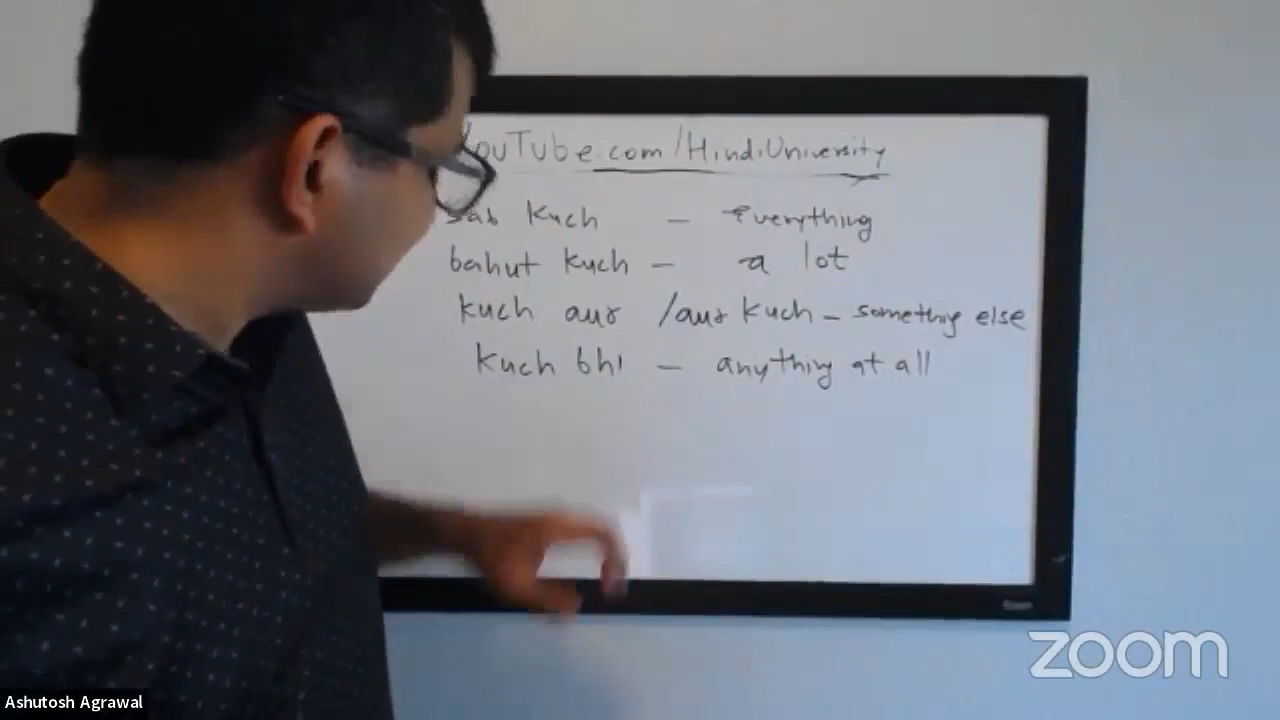 YouTube.com/HindiUniversity
sab kuch - Everything
bahut kuch - a lot
kuch aur /aur kuch - something else
kuch bhi - anything at all
zoom
Ashutosh Agrawal